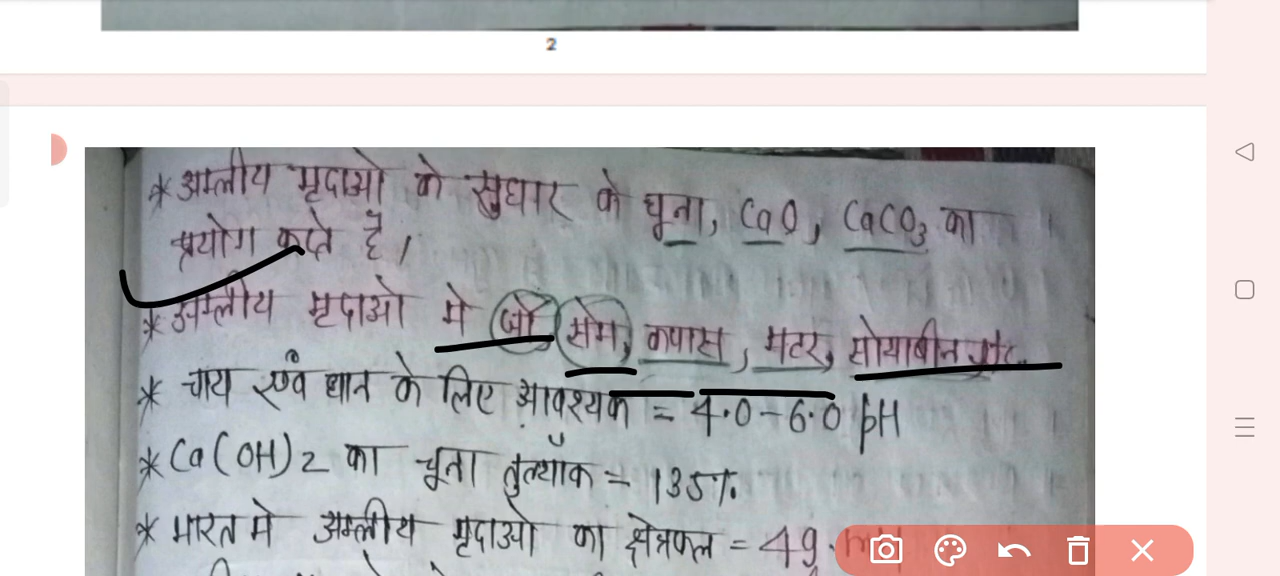 2
* अम्लीय मृदाओ के सुधार के चूना, CaO, CaCO3 का
प्रयोग करते है।
* अम्लीय मृदाओ मे जौ सेम, कपास, मटर, सोयाबीन
* चाय एवं धान के लिए आवश्यक = 4.0-6.0 pH
* Ca(OH)2 का चूना तुल्यांक = 135%
* भारत मे अम्लीय मृदाओ का क्षेत्रफल = 49